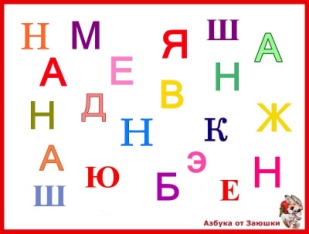 Н М Я Ш
А Е Н А
Н Д В
Н К Ж
А Э
Ш Ю Б Е Н
Азбука от Заюшки